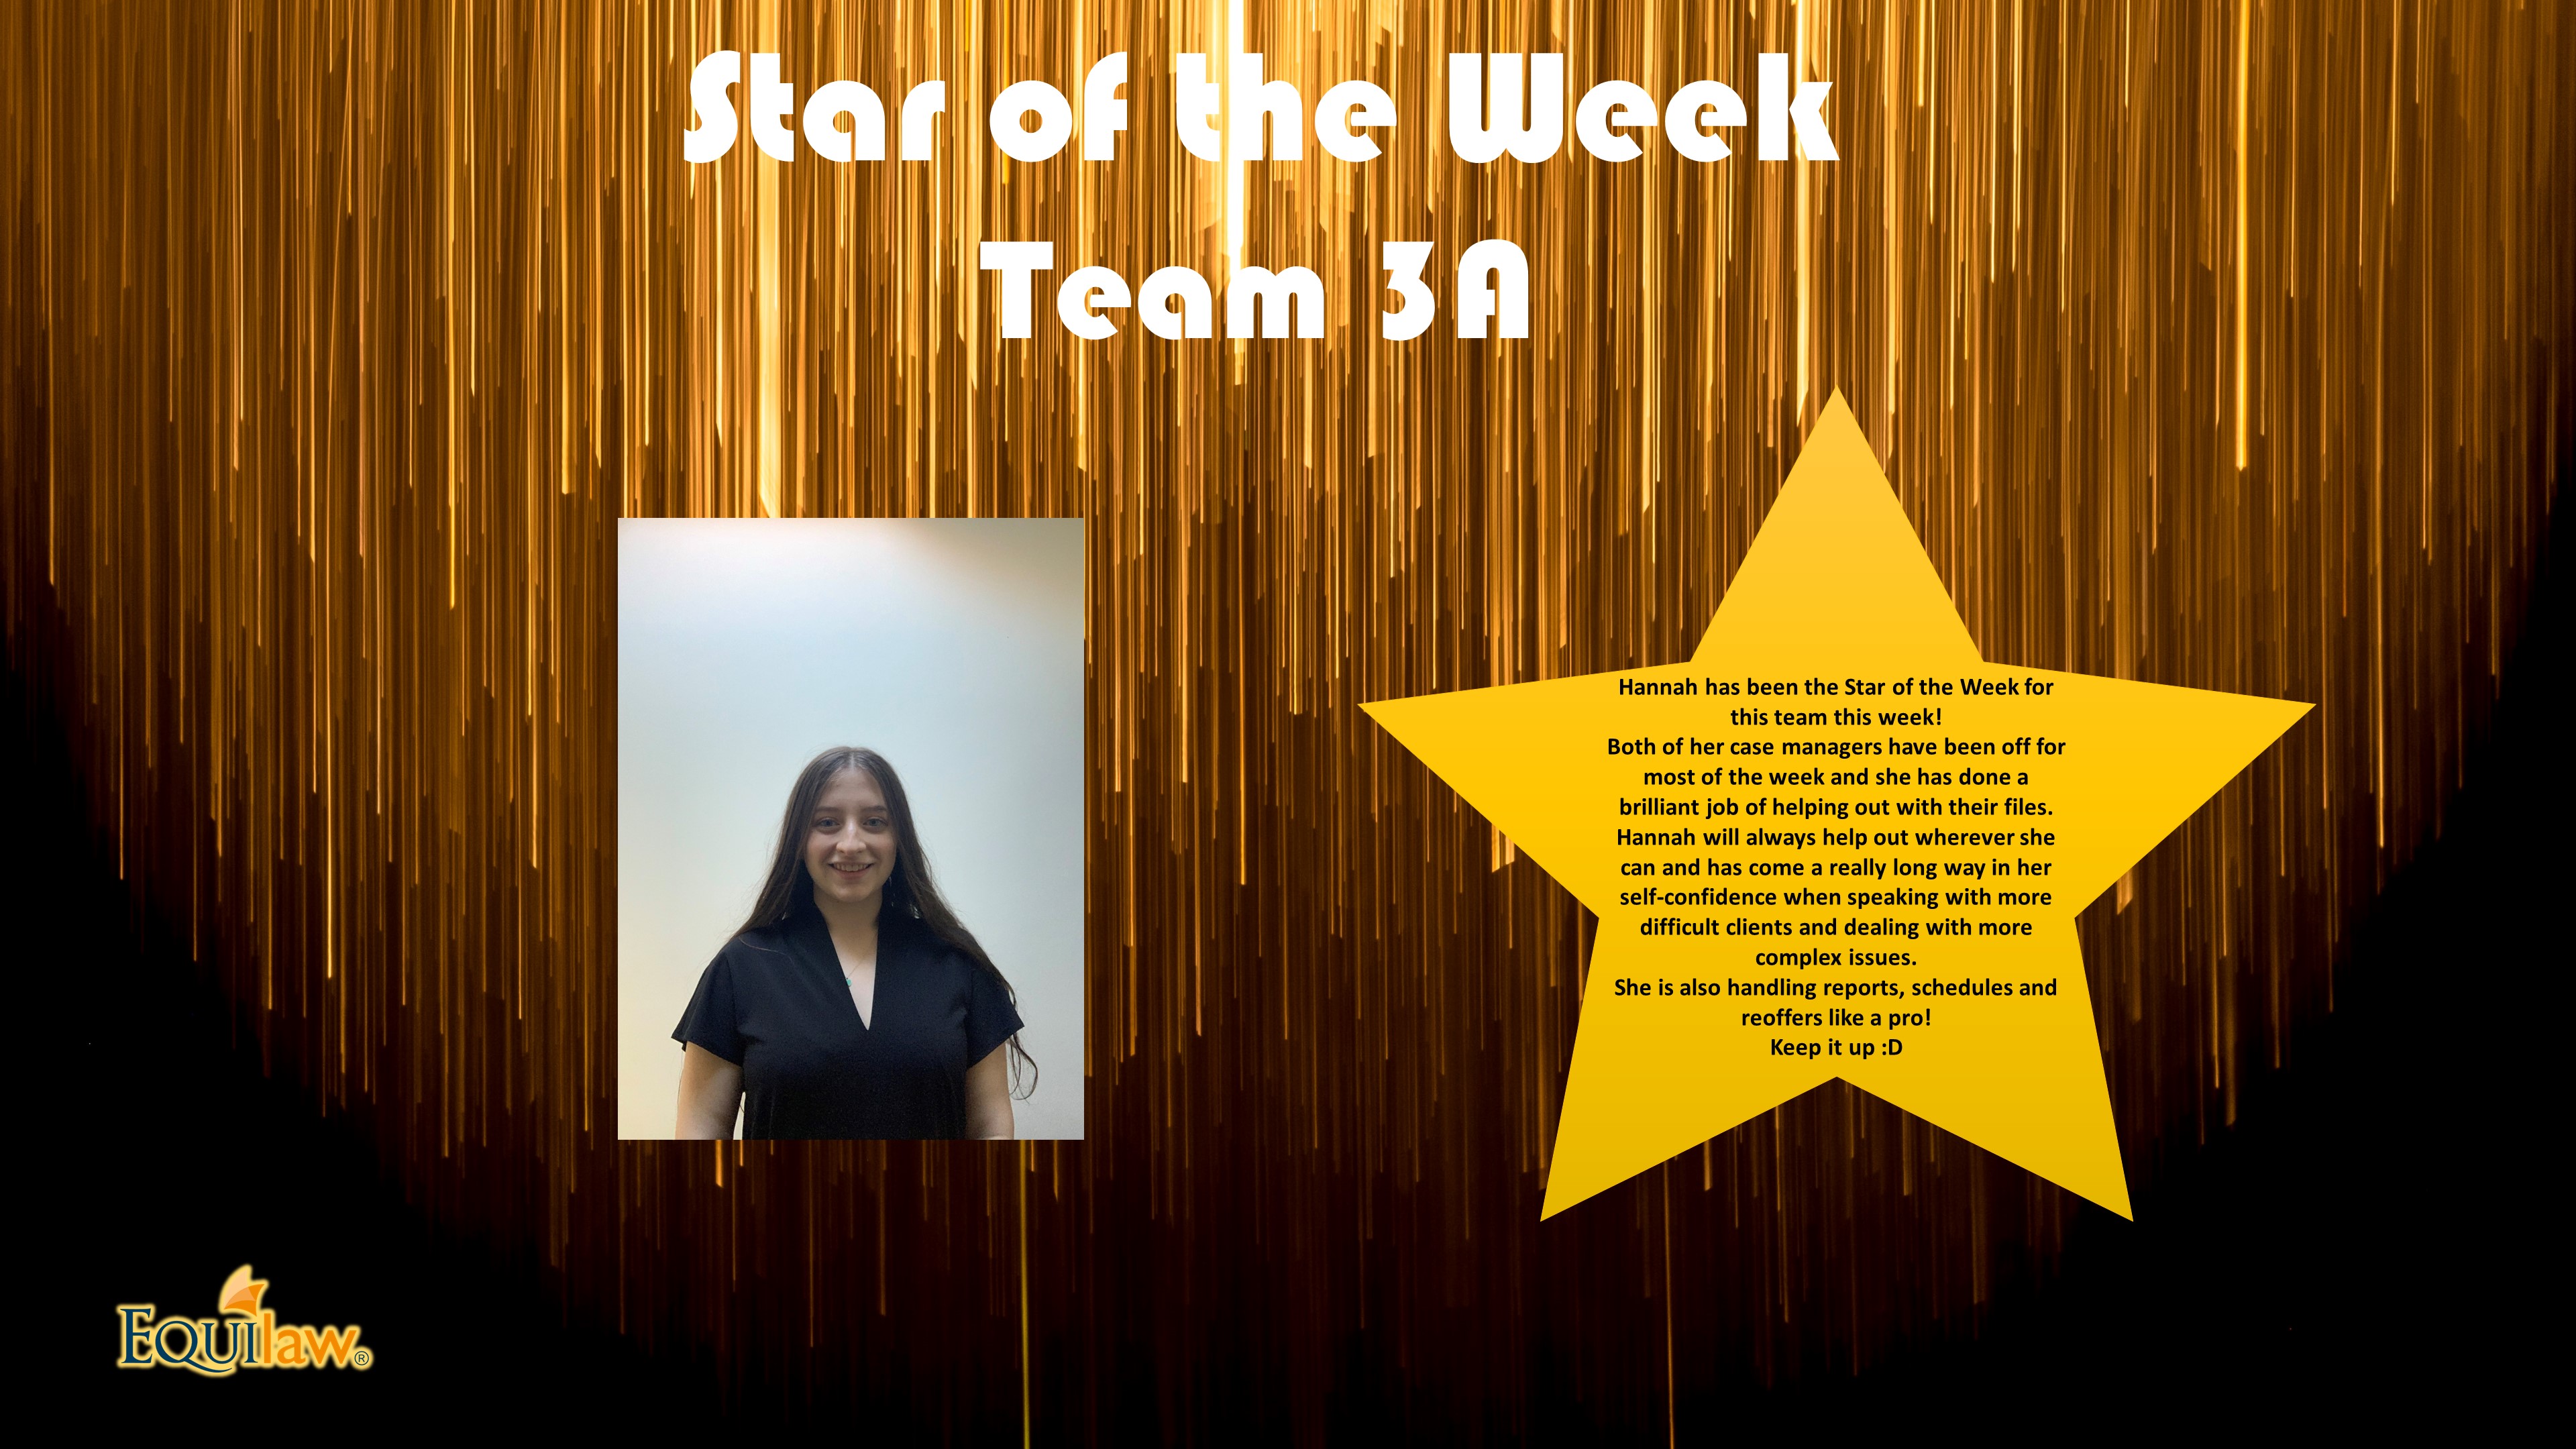 Star of the Week
Team 3A
Hannah has been the Star of the Week for
this team this week!
Both of her case managers have been off for
most of the week and she has done a
brilliant job of helping out with their files.
Hannah will always help out wherever she
can and has come a really long way in her
self-confidence when speaking with more
difficult clients and dealing with more
complex issues.
She is also handling reports, schedules and
reoffers like a pro!
Keep it up :D
EQUIlaw®